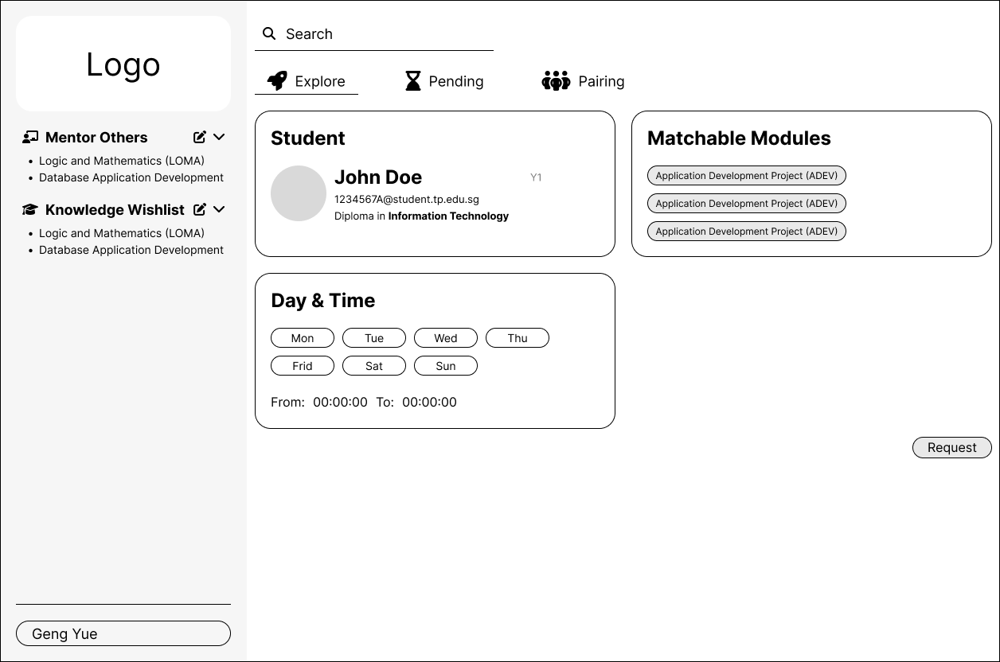 Logo
Mentor Others
• Logic and Mathematics (LOMA)
• Database Application Development
Knowledge Wishlist
• Logic and Mathematics (LOMA)
• Database Application Development
Geng Yue
Search
Explore Pending Pairing
Student
John Doe Y1
1234567A@student.tp.edu.sg
Diploma in Information Technology
Matchable Modules
Application Development Project (ADEV)
Application Development Project (ADEV)
Application Development Project (ADEV)
Day & Time
Mon Tue Wed Thu
Frid Sat Sun
From: 00:00:00 To: 00:00:00
Request